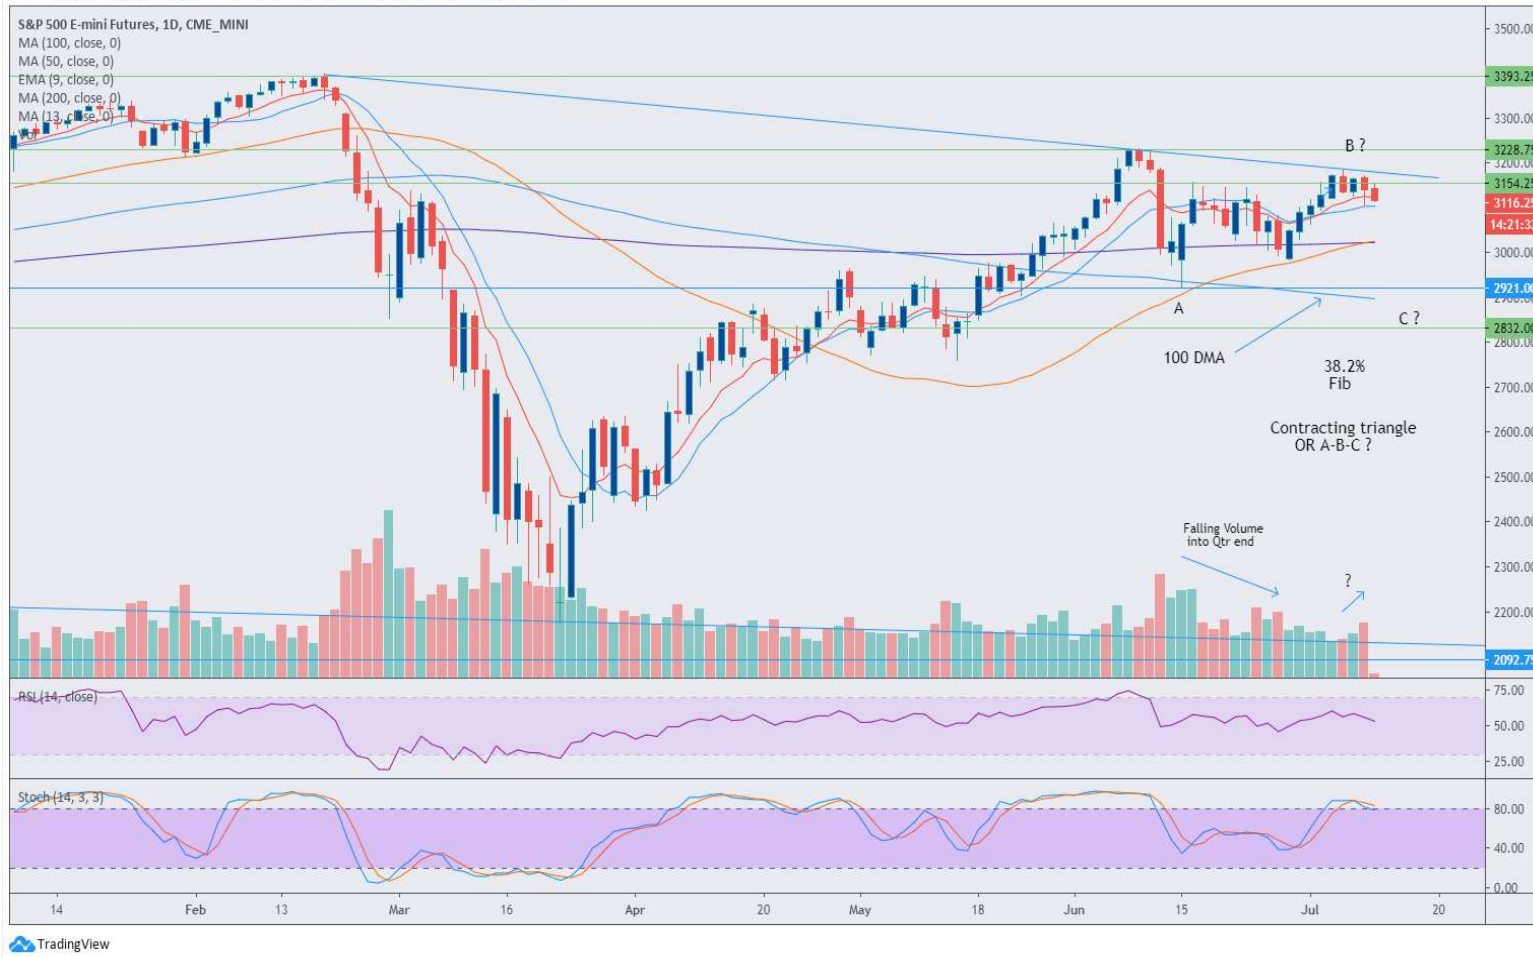 S&P 500 E-mini Futures, 1D, CME_MINI
MA (100, close, 0)
MA (50, close, 0)
EMA (9, close, 0)
MA (200, close, 0)
MA (13, close, 0)
Vol
3500.00
3393.25
3300.00
3228.75
3200.00
3154.25
3116.25
14:21:32
3000.00
2921.00
2900.00
2832.00
2800.00
2700.00
2600.00
2500.00
2400.00
2300.00
2200.00
2092.75
B ?
A
C ?
100 DMA
38.2%
Fib
Contracting triangle
OR A-B-C ?
Falling Volume
into Qtr end
?
RSI (14, close)
75.00
50.00
25.00
Stoch (14, 3, 3)
80.00
40.00
0.00
14 Feb 13 Mar 16 Apr 20 May 18 Jun 15 Jul 20
TradingView